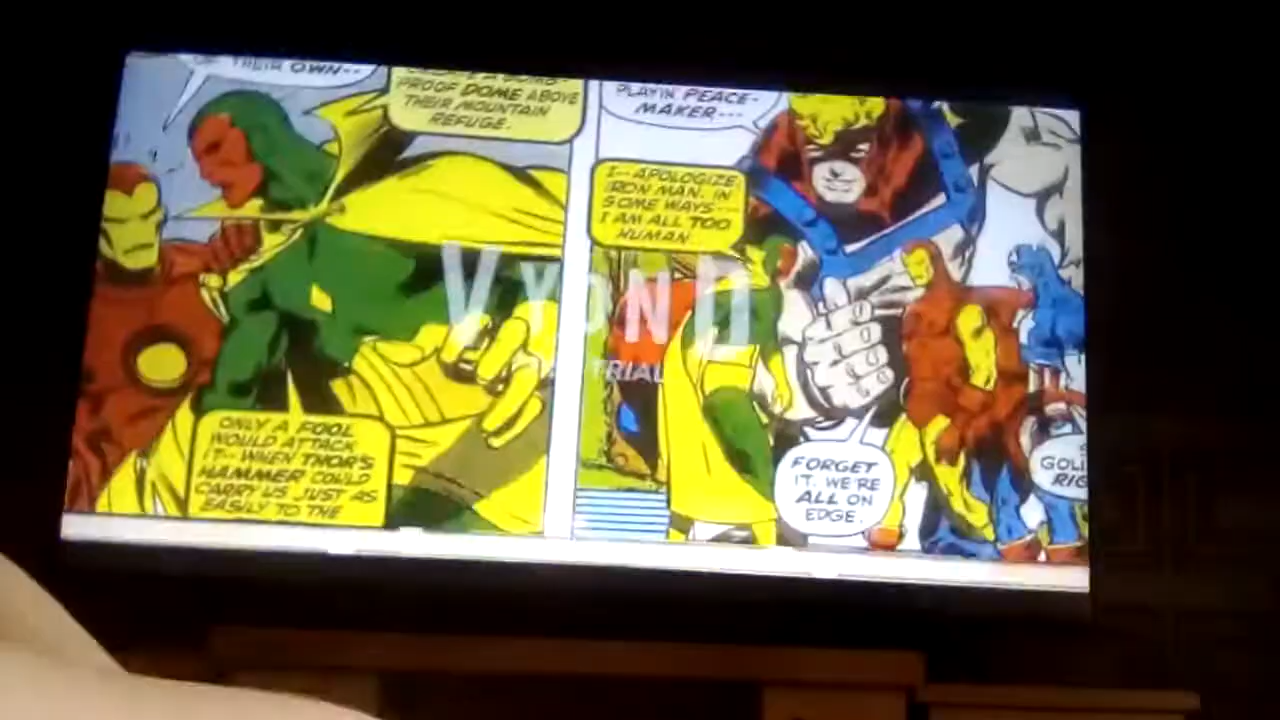 OF THEIR OWN--
PROOF DOME ABOVE
THEIR MOUNTAIN
REFUGE.
ONLY A FOOL
WOULD ATTACK
IT-- WHEN THOR'S
HAMMER COULD
CARRY US JUST AS
EASILY TO THE
PLAYIN' PEACE-
MAKER---
I-- APOLOGIZE
IRON MAN. IN
SOME WAYS---
I AM ALL TOO
HUMAN.
FORGET
IT. WE'RE
ALL ON
EDGE.
GOLI
RIG
VYOND
TRIAL